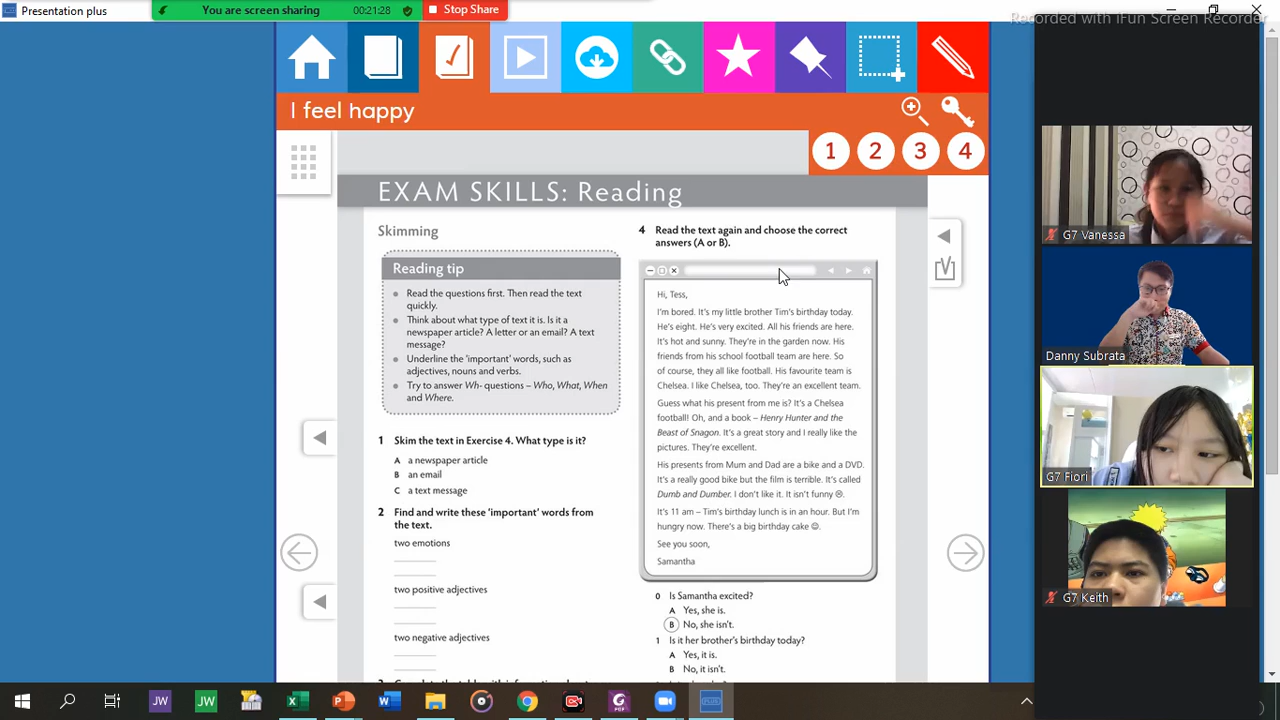 Presentation plus
You are screen sharing
00:21:28
Stop Share
Recorded with iFun Screen Recorder
I feel happy
1 2 3 4
EXAM SKILLS: Reading
Skimming
Reading tip
Read the questions first. Then read the text
quickly.
Think about what type of text it is. Is it a
newspaper article? A letter or an email? A text
message?
Underline the 'important' words, such as
adjectives, nouns and verbs.
Try to answer Wh- questions – Who, What, When
and Where.
1 Skim the text in Exercise 4. What type is it?
A a newspaper article
B an email
C a text message
2 Find and write these 'important' words from
the text.
two emotions
two positive adjectives
two negative adjectives
4 Read the text again and choose the correct
answers (A or B).
Hi, Tess,
I'm bored. It's my little brother Tim's birthday today.
He's eight. He's very excited. All his friends are here.
It's hot and sunny. They're in the garden now. His
friends from his school football team are here. So
of course, they all like football. His favourite team is
Chelsea. I like Chelsea, too. They're an excellent team.
Guess what his present from me is? It's a Chelsea
football! Oh, and a book – Henry Hunter and the
Beast of Snagon. It's a great story and I really like the
pictures. They're excellent.
His presents from Mum and Dad are a bike and a DVD.
It's a really good bike but the film is terrible. It's called
Dumb and Dumber. I don't like it. It isn't funny ☹.
It's 11 am – Tim's birthday lunch is in an hour. But I'm
hungry now. There's a big birthday cake ☺.
See you soon,
Samantha
0 Is Samantha excited?
A Yes, she is.
B No, she isn't.
1 Is it her brother's birthday today?
A Yes, it is.
B No, it isn't.
G7 Vanessa
Danny Subrata
G7 Fiori
G7 Keith
JW
JW
PLUS